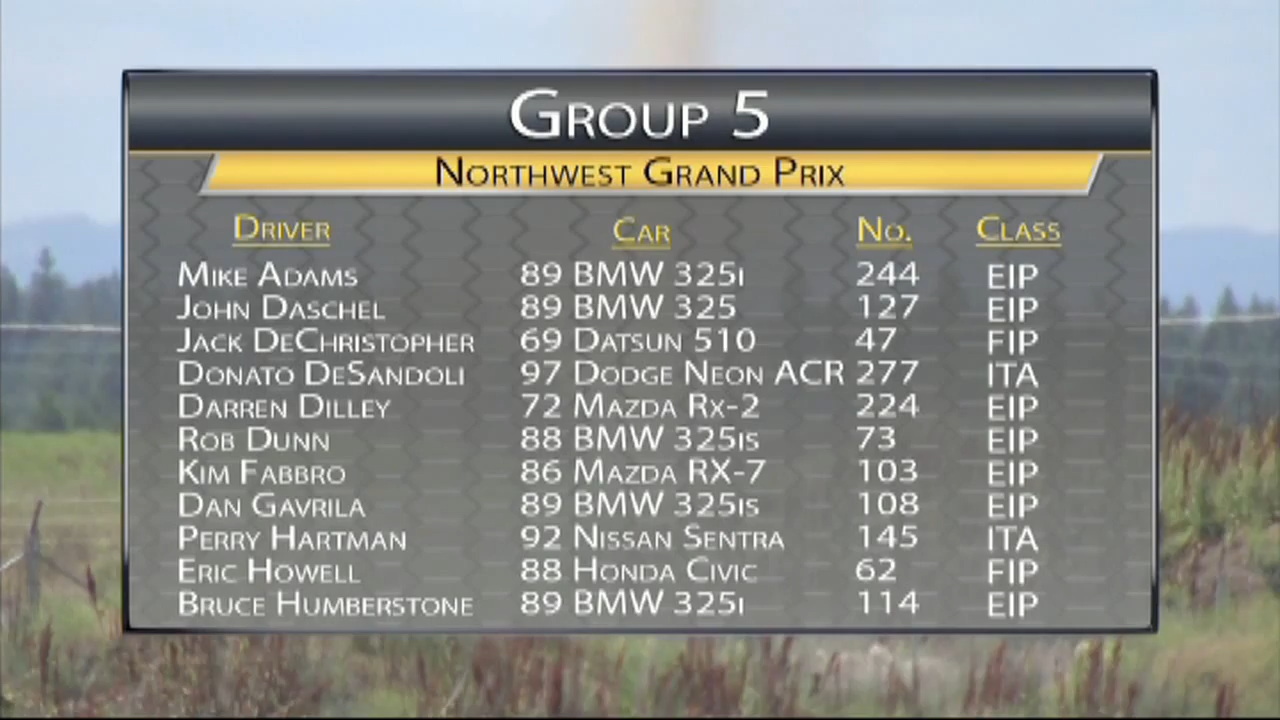 Group 5
Northwest Grand Prix
Driver Car No. Class
Mike Adams 89 BMW 325i 244 EIP
John Daschel 89 BMW 325 127 EIP
Jack DeChristopher 69 Datsun 510 47 FIP
Donato DeSandoli 97 Dodge Neon ACR 277 ITA
Darren Dilley 72 Mazda Rx-2 224 EIP
Rob Dunn 88 BMW 325is 73 EIP
Kim Fabbro 86 Mazda RX-7 103 EIP
Dan Gavrila 89 BMW 325is 108 EIP
Perry Hartman 92 Nissan Sentra 145 ITA
Eric Howell 88 Honda Civic 62 FIP
Bruce Humberstone 89 BMW 325i 114 EIP